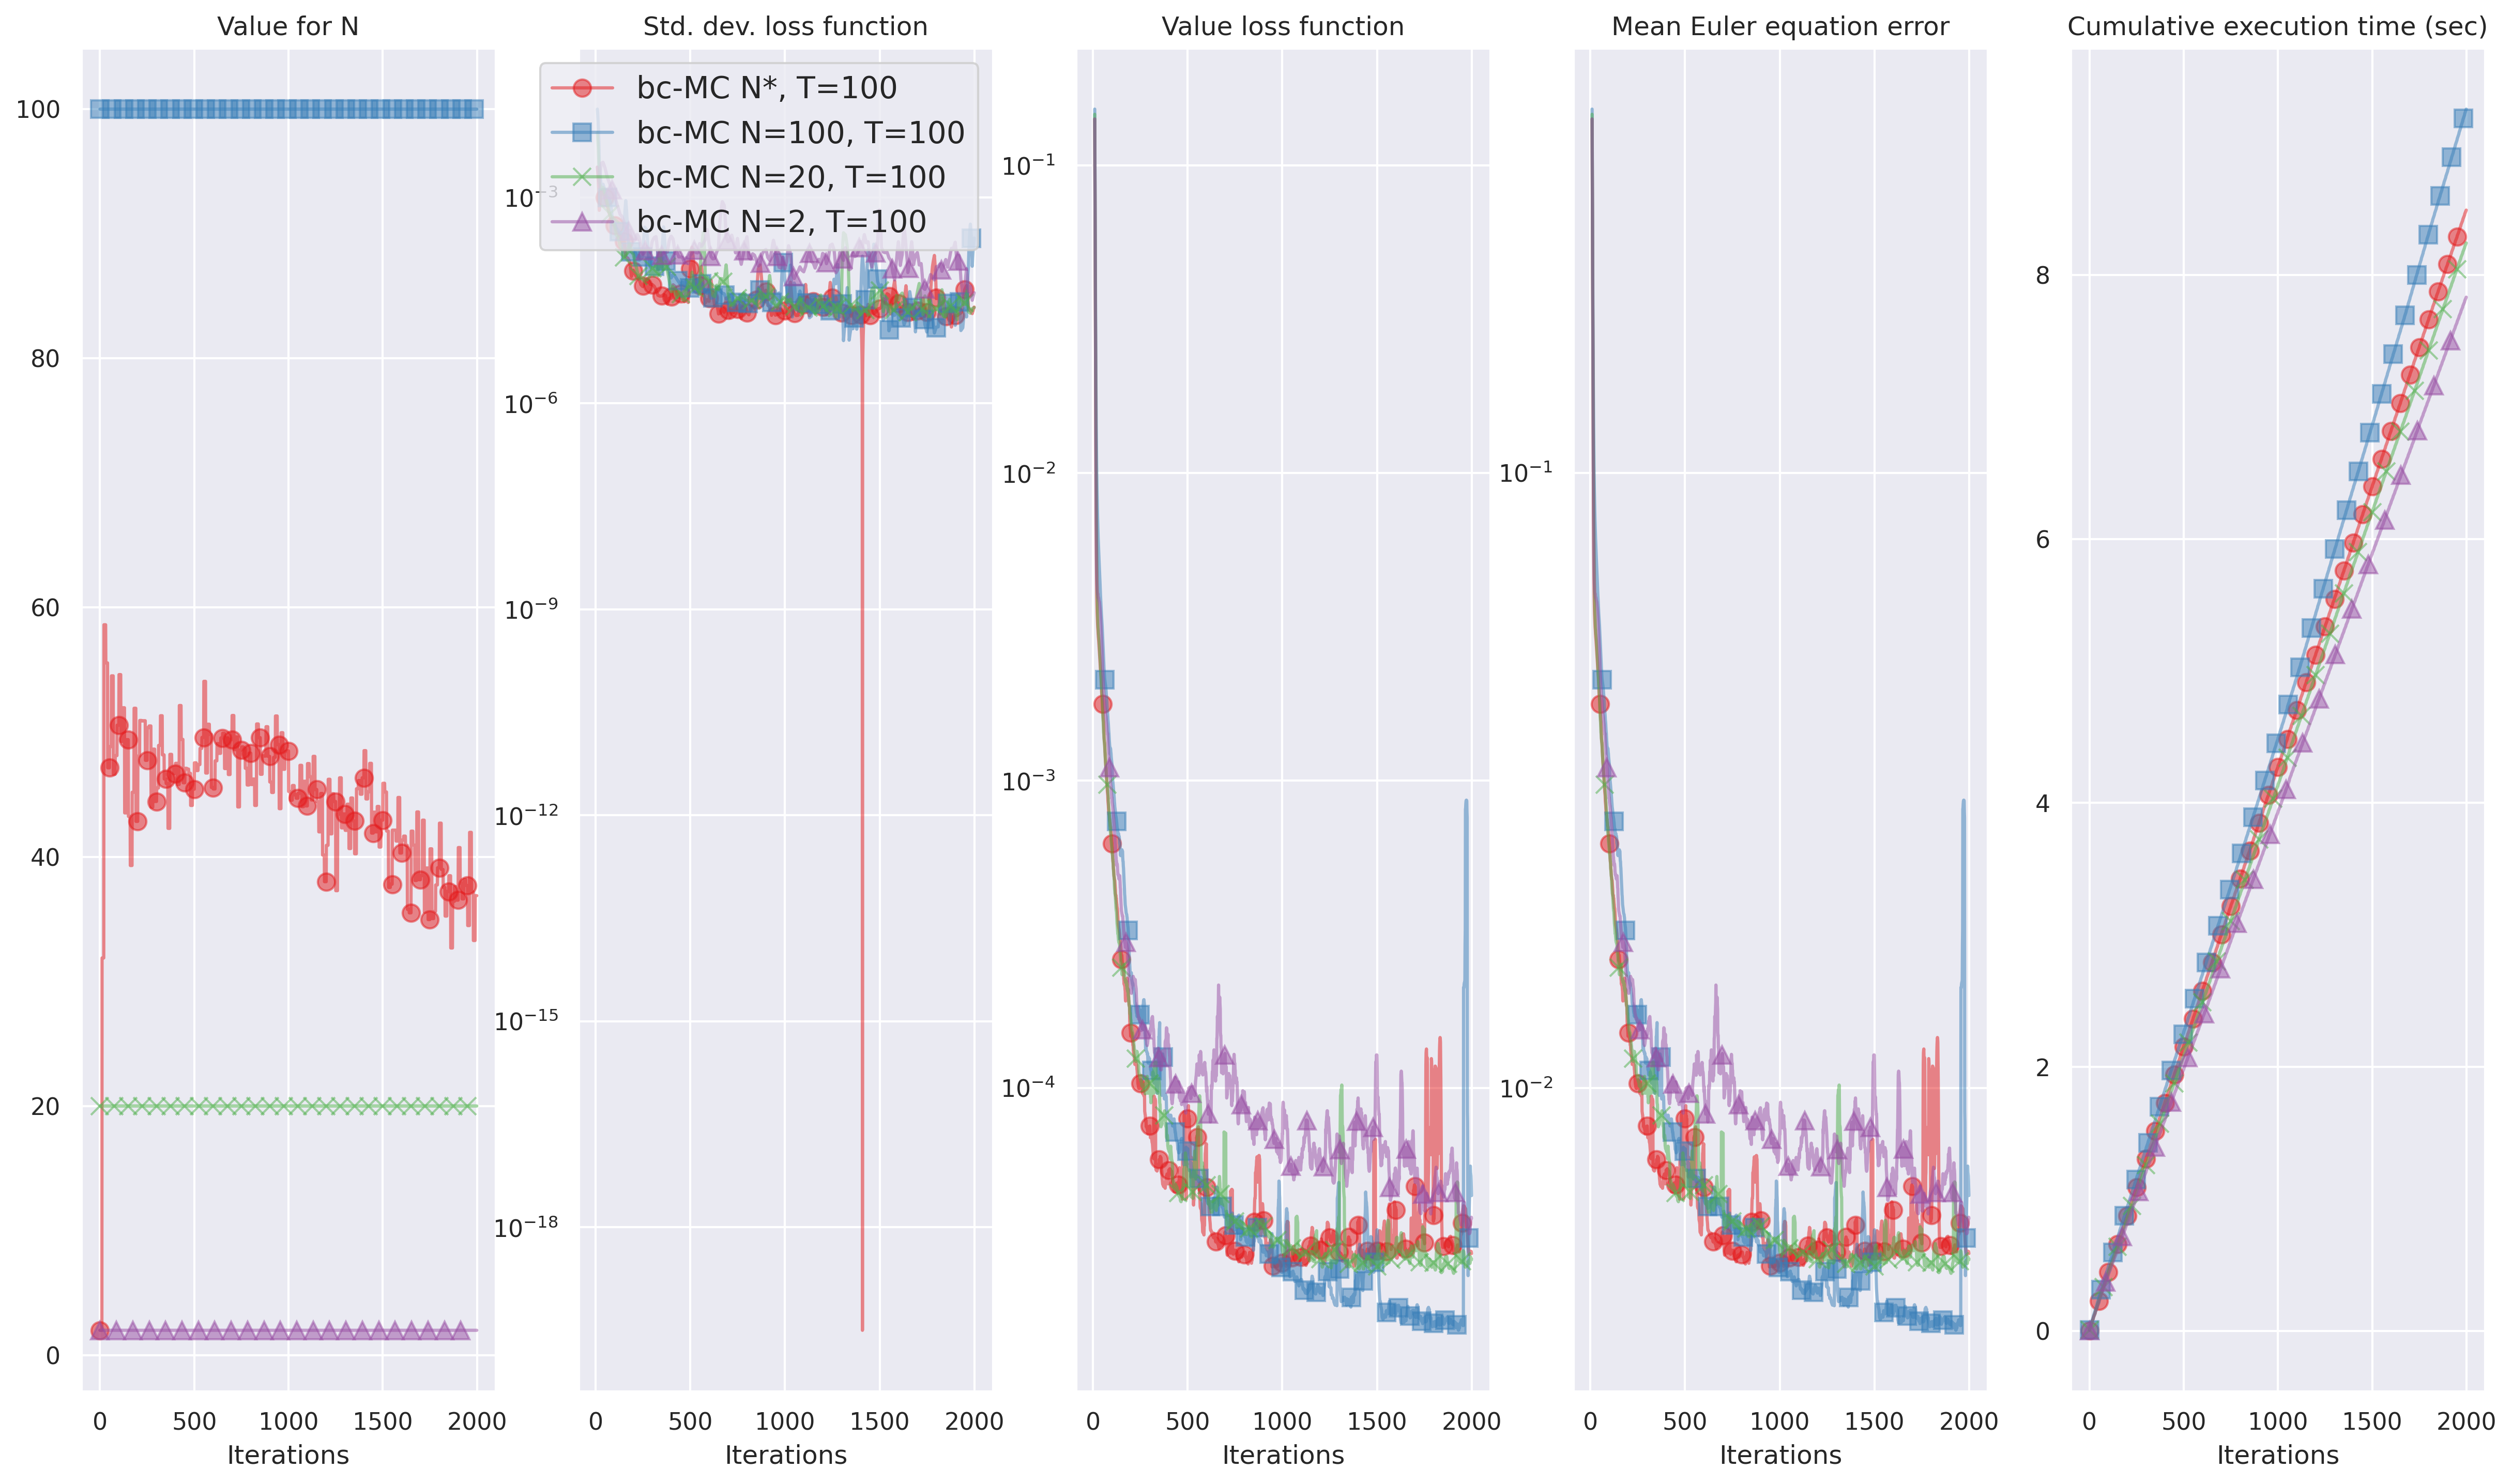 Value for N
100
80
60
40
20
0
0 500 1000 1500 2000
Iterations
Std. dev. loss function
bc-MC N*, T=100
bc-MC N=100, T=100
bc-MC N=20, T=100
bc-MC N=2, T=100
10⁻³
10⁻⁶
10⁻⁹
10⁻¹²
10⁻¹⁵
10⁻¹⁸
0 500 1000 1500 2000
Iterations
Value loss function
10⁻¹
10⁻²
10⁻³
10⁻⁴
0 500 1000 1500 2000
Iterations
Mean Euler equation error
10⁻¹
10⁻²
0 500 1000 1500 2000
Iterations
Cumulative execution time (sec)
8
6
4
2
0
0 500 1000 1500 2000
Iterations